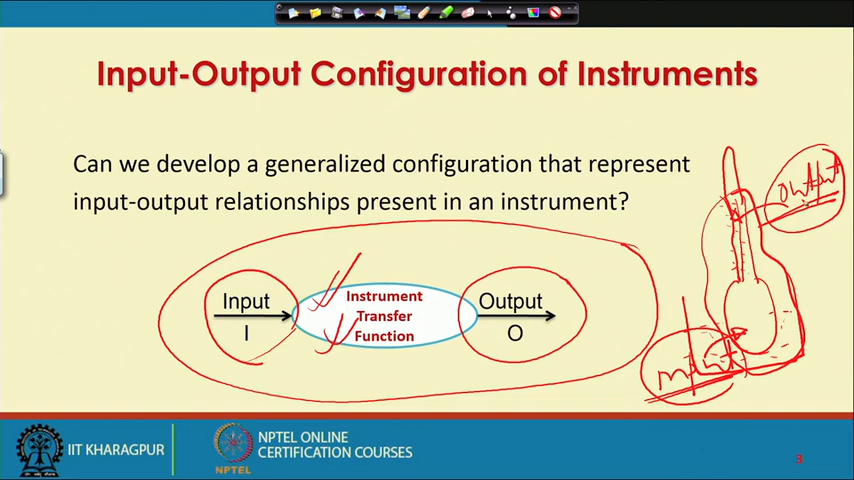 Input-Output Configuration of Instruments
Can we develop a generalized configuration that represent
input-output relationships present in an instrument?
output
Input
I
Instrument
Transfer
Function
Output
O
input
IIT KHARAGPUR
NPTEL
NPTEL ONLINE
CERTIFICATION COURSES
3